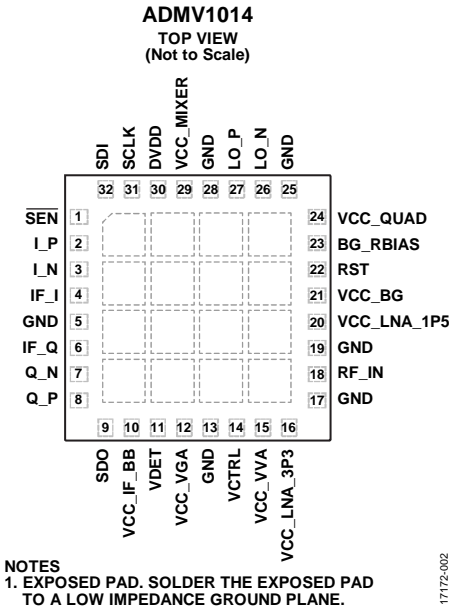 ADMV1014
TOP VIEW
(Not to Scale)
SDI
SCLK
DVDD
VCC_MIXER
GND
LO_P
LO_N
GND
32 31 30 29 28 27 26 25
SEN 1
I_P 2
I_N 3
IF_I 4
GND 5
IF_Q 6
Q_N 7
Q_P 8
24 VCC_QUAD
23 BG_RBIAS
22 RST
21 VCC_BG
20 VCC_LNA_1P5
19 GND
18 RF_IN
17 GND
9 10 11 12 13 14 15 16
SDO
VCC_IF_BB
VDET
VCC_VGA
GND
VCTRL
VCC_VVA
VCC_LNA_3P3
NOTES
1. EXPOSED PAD. SOLDER THE EXPOSED PAD
TO A LOW IMPEDANCE GROUND PLANE.
17172-002